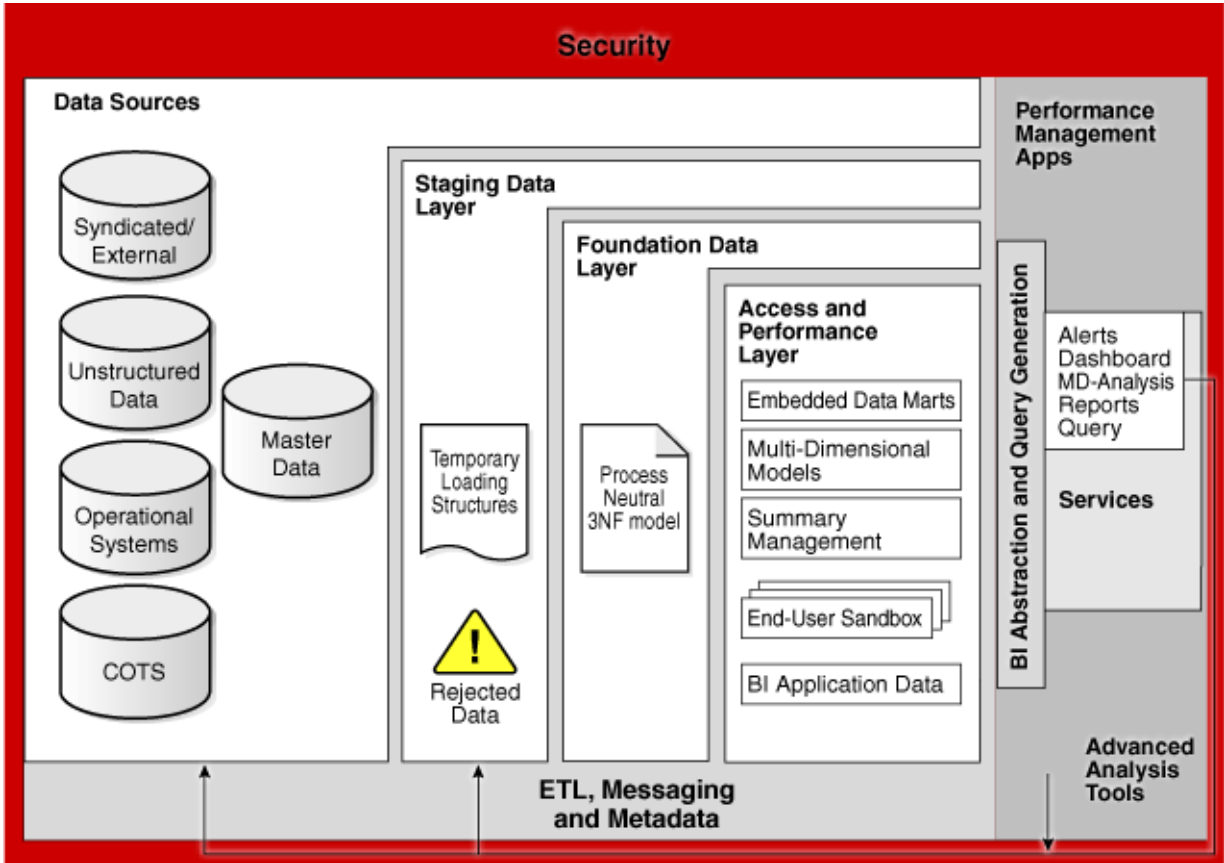 Security
Data Sources
Syndicated/
External
Unstructured
Data
Master
Data
Operational
Systems
COTS
Staging Data
Layer
Temporary
Loading
Structures
!
Rejected
Data
Foundation Data
Layer
Process
Neutral
3NF model
Access and
Performance
Layer
Embedded Data Marts
Multi-Dimensional
Models
Summary
Management
End-User Sandbox
BI Application Data
BI Abstraction and Query Generation
Performance
Management
Apps
Alerts
Dashboard
MD-Analysis
Reports
Query
Services
Advanced
Analysis
Tools
ETL, Messaging
and Metadata